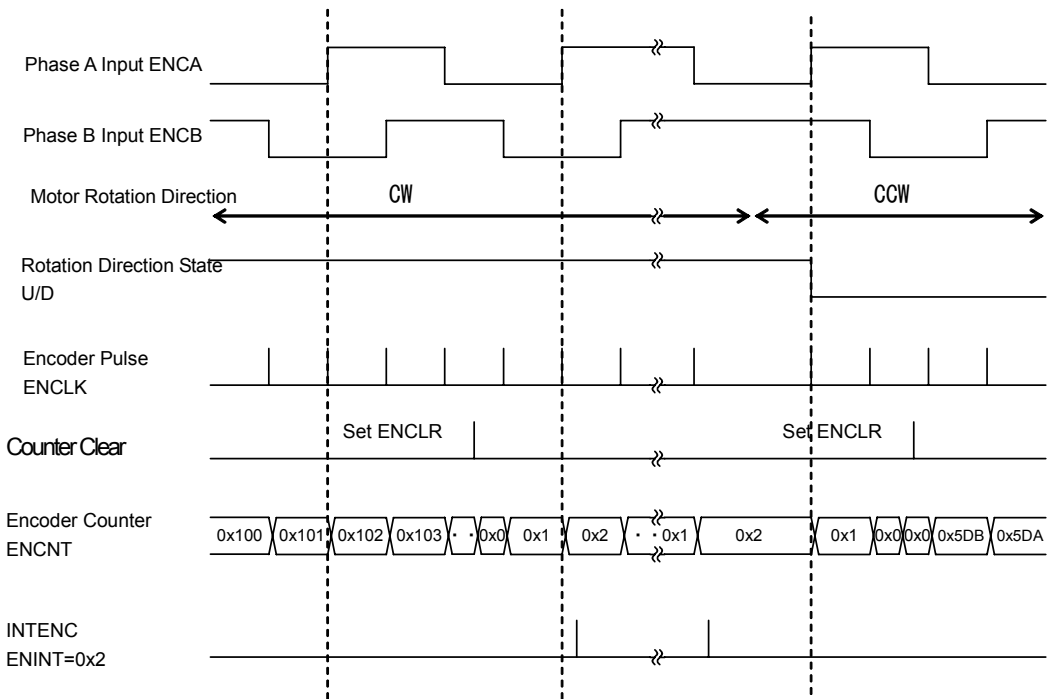 Phase A Input ENCA
Phase B Input ENCB
Motor Rotation Direction
CW
CCW
Rotation Direction State
U/D
Encoder Pulse
ENCLK
Counter Clear
Set ENCLR
Set ENCLR
Encoder Counter
ENCNT
0x100 0x101 0x102 0x103 · · 0x0 0x1 0x2 · · 0x1 0x2 0x1 0x0 0x0 0x5DB 0x5DA
INTENC
ENINT=0x2